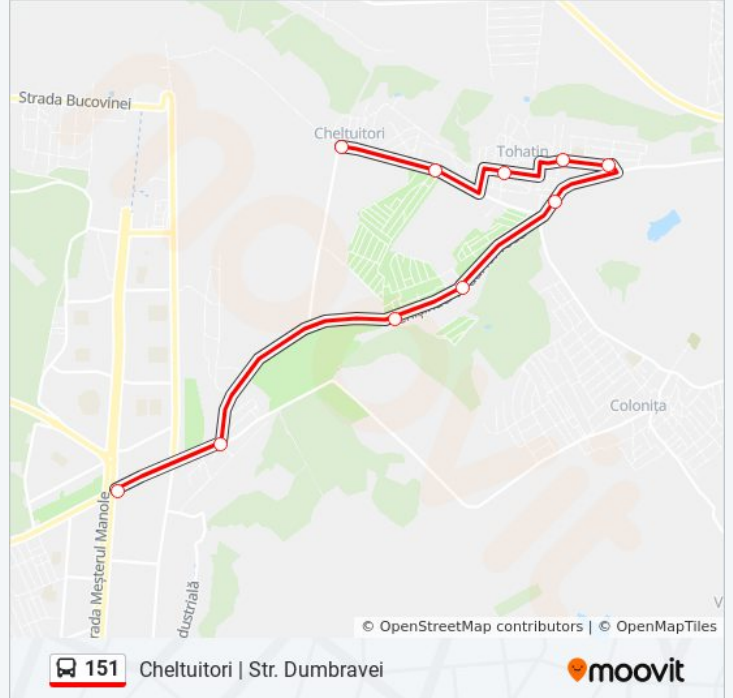 Strada Bucovinei
Cheltuitori
Tohatin
Colonița
rada Meșterul Manole
dustrială
V
© OpenStreetMap contributors | © OpenMapTiles
151 Cheltuitori | Str. Dumbravei
moovit